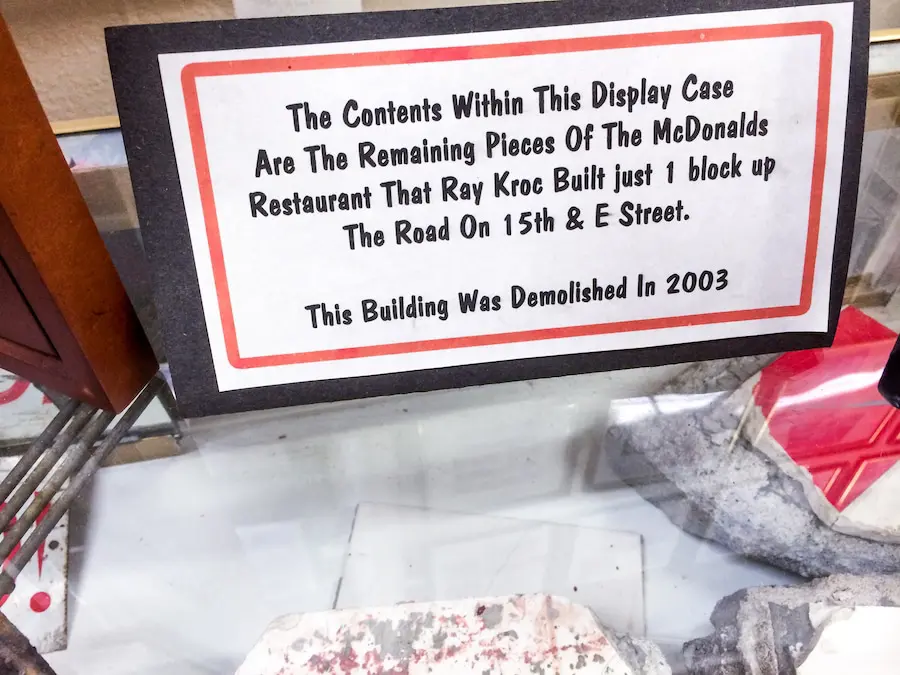 The Contents Within This Display Case
Are The Remaining Pieces Of The McDonalds
Restaurant That Ray Kroc Built just 1 block up
The Road On 15th & E Street.
This Building Was Demolished In 2003